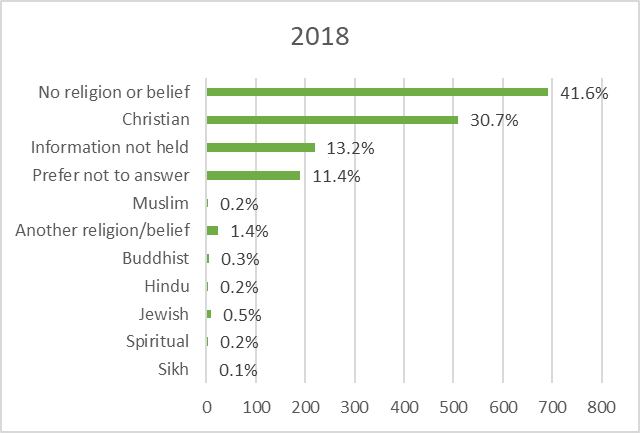 2018
No religion or belief 41.6%
Christian 30.7%
Information not held 13.2%
Prefer not to answer 11.4%
Muslim 0.2%
Another religion/belief 1.4%
Buddhist 0.3%
Hindu 0.2%
Jewish 0.5%
Spiritual 0.2%
Sikh 0.1%
0 100 200 300 400 500 600 700 800